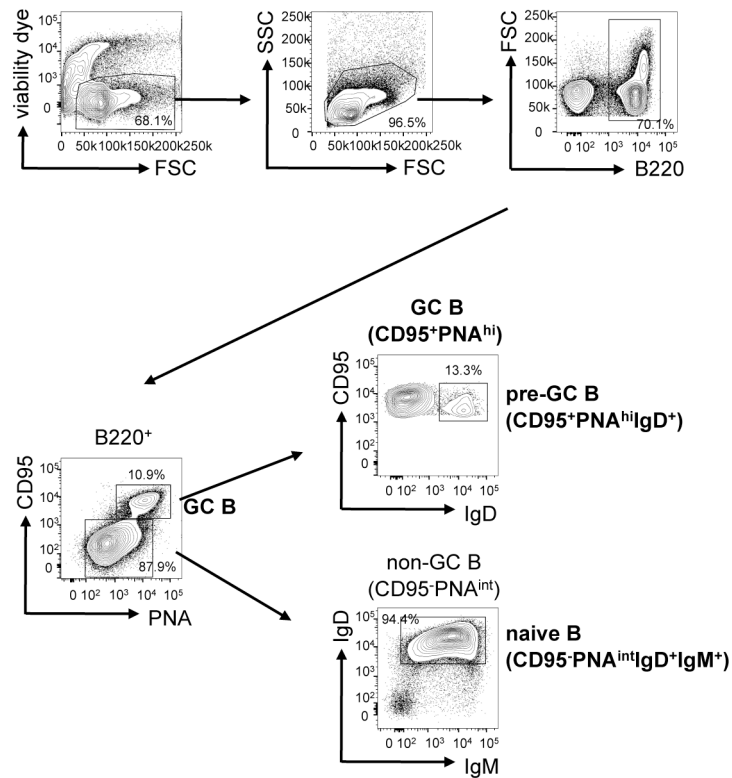 viability dye
10⁵
10⁴
10³
0
68.1%
0 50k100k150k200k250k
FSC
SSC
250k
200k
150k
100k
50k
0
96.5%
0 50k100k150k200k250k
FSC
FSC
250k
200k
150k
100k
50k
0
70.1%
0 10² 10³ 10⁴ 10⁵
B220
GC B
(CD95⁺PNAʰⁱ)
CD95
10⁵
10⁴
10³
10²
0
13.3%
0 10² 10³ 10⁴ 10⁵
IgD
pre-GC B
(CD95⁺PNAʰⁱIgD⁺)
B220⁺
CD95
10⁵
10⁴
10³
10²
0
10.9%
GC B
87.9%
0 10² 10³ 10⁴ 10⁵
PNA
non-GC B
(CD95⁻PNAⁱⁿᵗ)
IgD
10⁵
10⁴
10³
10²
0
94.4%
0 10² 10³ 10⁴ 10⁵
IgM
naive B
(CD95⁻PNAⁱⁿᵗIgD⁺IgM⁺)